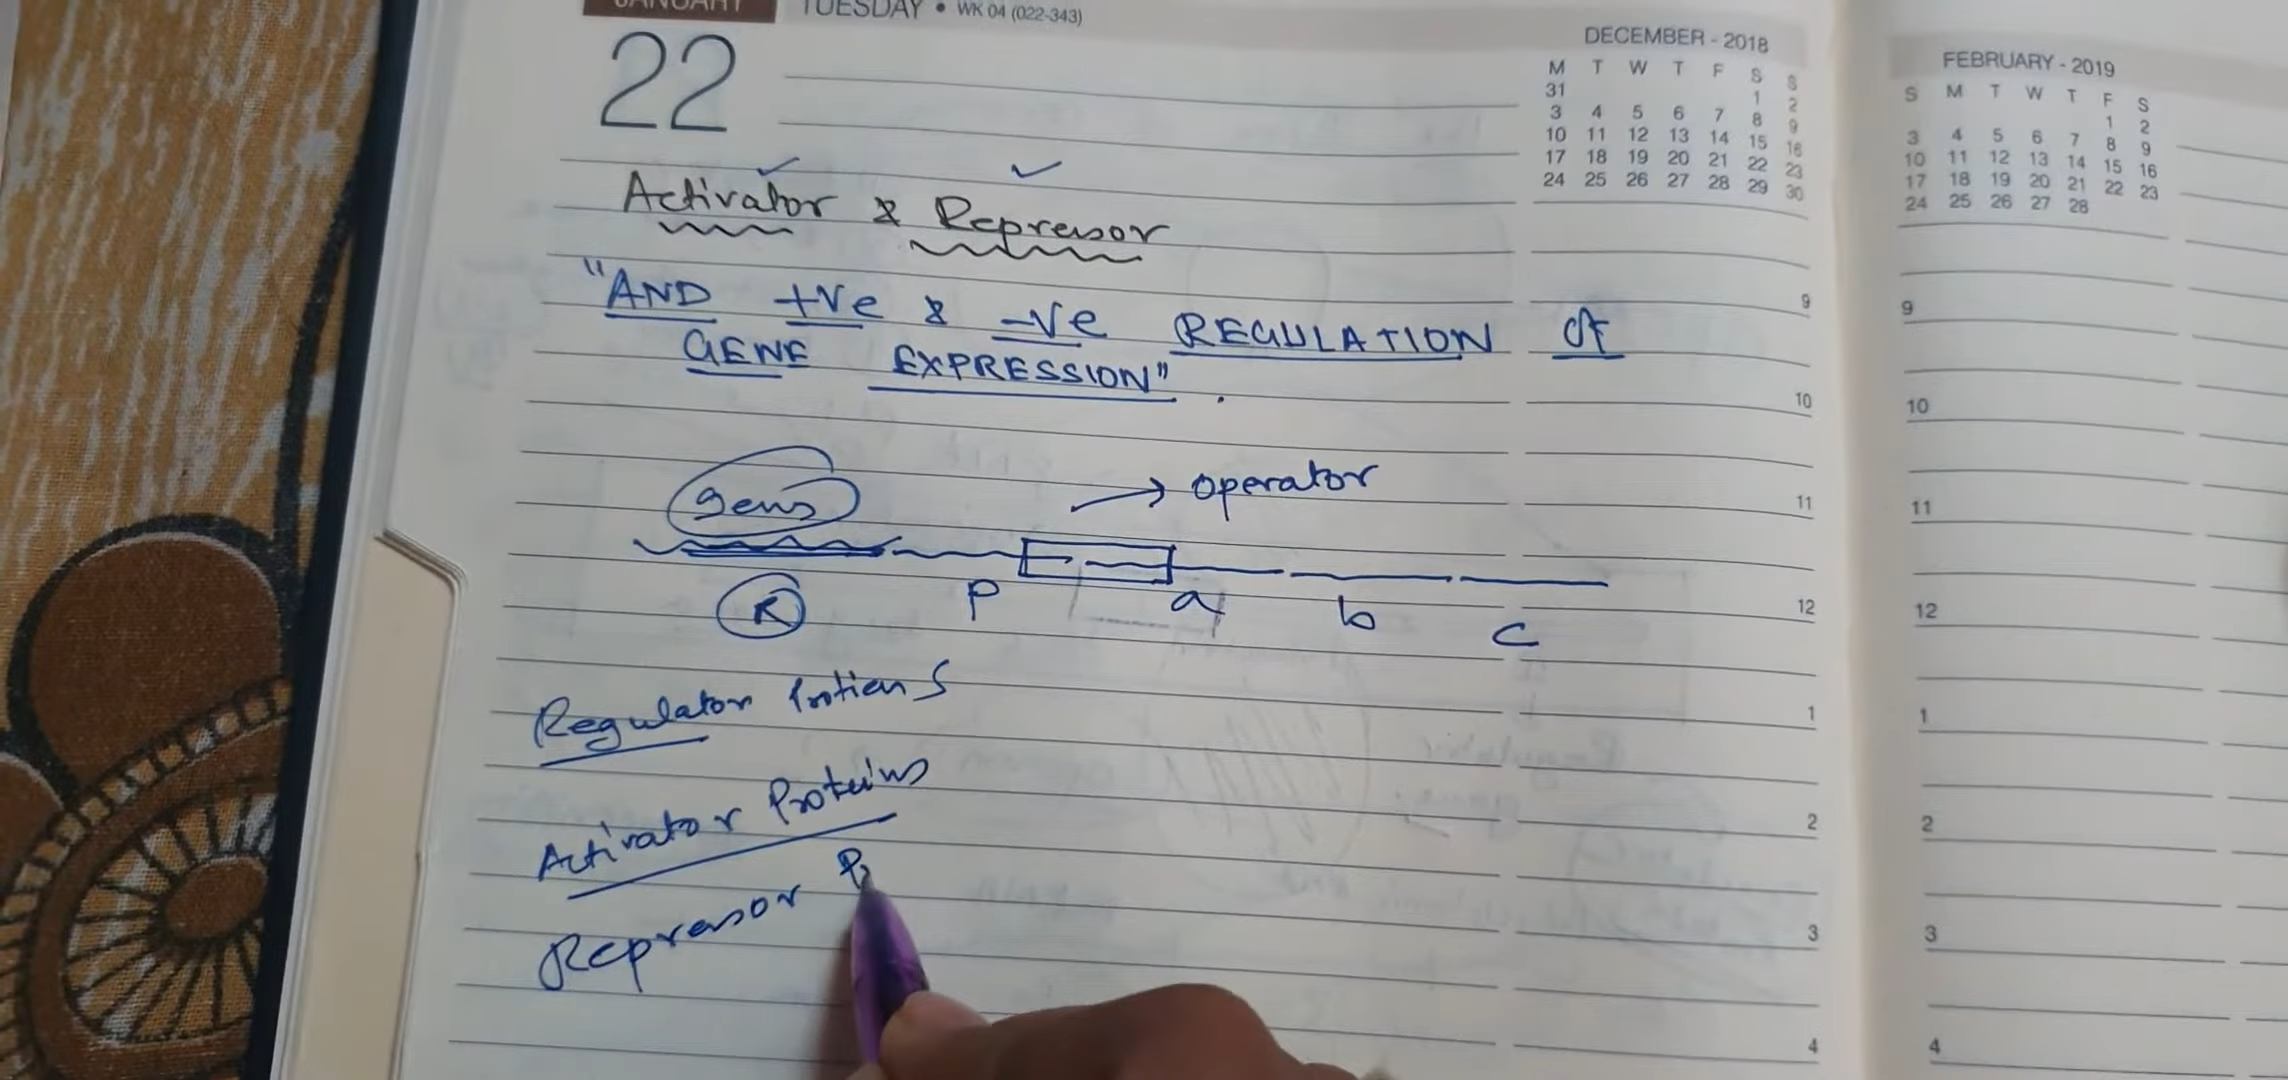 JANUARY TUESDAY • WK 04 (022-343)
22
DECEMBER - 2018
M T W T F S S
31 1 2
3 4 5 6 7 8 9
10 11 12 13 14 15 16
17 18 19 20 21 22 23
24 25 26 27 28 29 30
FEBRUARY - 2019
S M T W T F S
1 2
3 4 5 6 7 8 9
10 11 12 13 14 15 16
17 18 19 20 21 22 23
24 25 26 27 28
Activator & Represor
"AND +Ve & -Ve REGULATION of
GENE EXPRESSION".
→ operator
R P a b c
Regulator Protien S
Activator Proteins
Represor Pr
9 9
10 10
11 11
12 12
1 1
2 2
3 3
4 4